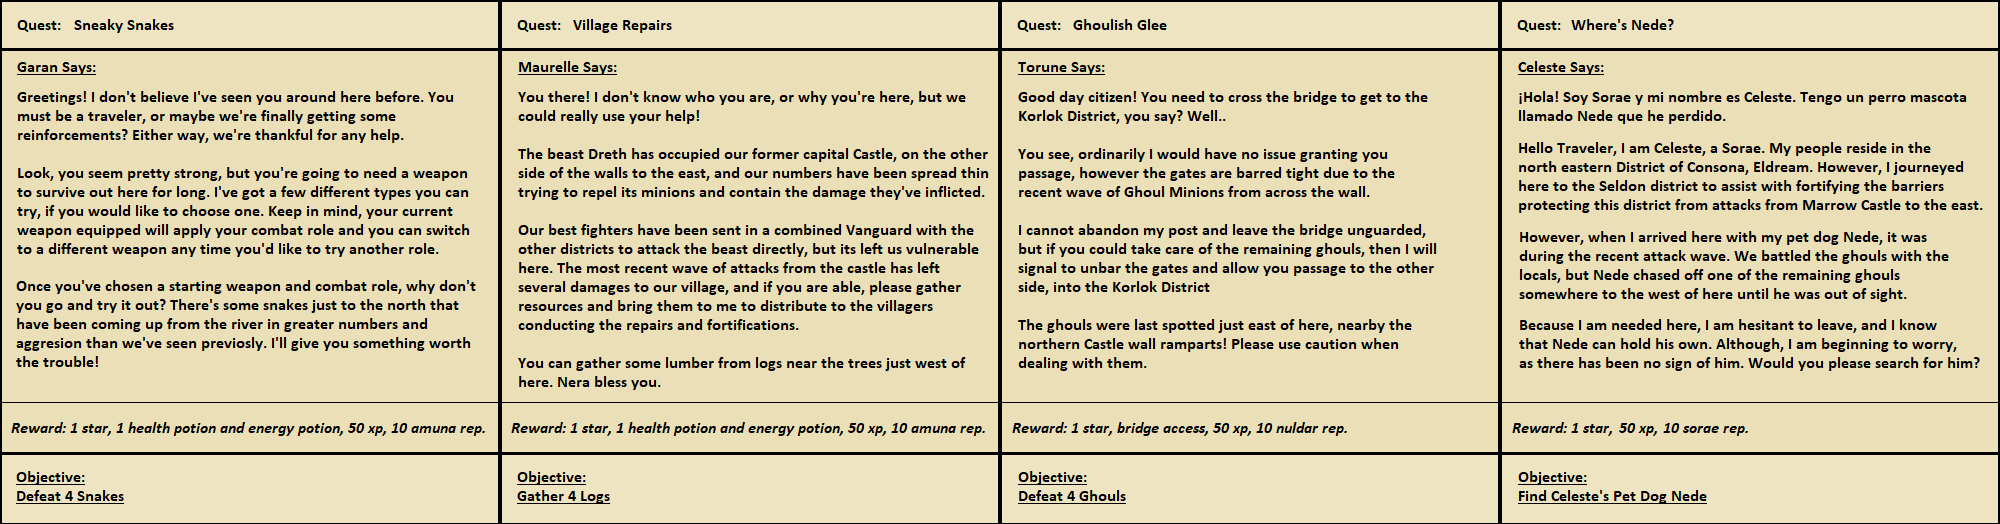 Quest: Sneaky Snakes
Garan Says:
Greetings! I don't believe I've seen you around here before. You
must be a traveler, or maybe we're finally getting some
reinforcements? Either way, we're thankful for any help.
Look, you seem pretty strong, but you're going to need a weapon
to survive out here for long. I've got a few different types you can
try, if you would like to choose one. Keep in mind, your current
weapon equipped will apply your combat role and you can switch
to a different weapon any time you'd like to try another role.
Once you've chosen a starting weapon and combat role, why don't
you go and try it out? There's some snakes just to the north that
have been coming up from the river in greater numbers and
aggresion than we've seen previosly. I'll give you something worth
the trouble!
Reward: 1 star, 1 health potion and energy potion, 50 xp, 10 amuna rep.
Objective:
Defeat 4 Snakes
Quest: Village Repairs
Maurelle Says:
You there! I don't know who you are, or why you're here, but we
could really use your help!
The beast Dreth has occupied our former capital Castle, on the other
side of the walls to the east, and our numbers have been spread thin
trying to repel its minions and contain the damage they've inflicted.
Our best fighters have been sent in a combined Vanguard with the
other districts to attack the beast directly, but its left us vulnerable
here. The most recent wave of attacks from the castle has left
several damages to our village, and if you are able, please gather
resources and bring them to me to distribute to the villagers
conducting the repairs and fortifications.
You can gather some lumber from logs near the trees just west of
here. Nera bless you.
Reward: 1 star, 1 health potion and energy potion, 50 xp, 10 amuna rep.
Objective:
Gather 4 Logs
Quest: Ghoulish Glee
Torune Says:
Good day citizen! You need to cross the bridge to get to the
Korlok District, you say? Well..
You see, ordinarily I would have no issue granting you
passage, however the gates are barred tight due to the
recent wave of Ghoul Minions from across the wall.
I cannot abandon my post and leave the bridge unguarded,
but if you could take care of the remaining ghouls, then I will
signal to unbar the gates and allow you passage to the other
side, into the Korlok District
The ghouls were last spotted just east of here, nearby the
northern Castle wall ramparts! Please use caution when
dealing with them.
Reward: 1 star, bridge access, 50 xp, 10 nuldar rep.
Objective:
Defeat 4 Ghouls
Quest: Where's Nede?
Celeste Says:
¡Hola! Soy Sorae y mi nombre es Celeste. Tengo un perro mascota
llamado Nede que he perdido.
Hello Traveler, I am Celeste, a Sorae. My people reside in the
north eastern District of Consona, Eldream. However, I journeyed
here to the Seldon district to assist with fortifying the barriers
protecting this district from attacks from Marrow Castle to the east.
However, when I arrived here with my pet dog Nede, it was
during the recent attack wave. We battled the ghouls with the
locals, but Nede chased off one of the remaining ghouls
somewhere to the west of here until he was out of sight.
Because I am needed here, I am hesitant to leave, and I know
that Nede can hold his own. Although, I am beginning to worry,
as there has been no sign of him. Would you please search for him?
Reward: 1 star, 50 xp, 10 sorae rep.
Objective:
Find Celeste's Pet Dog Nede